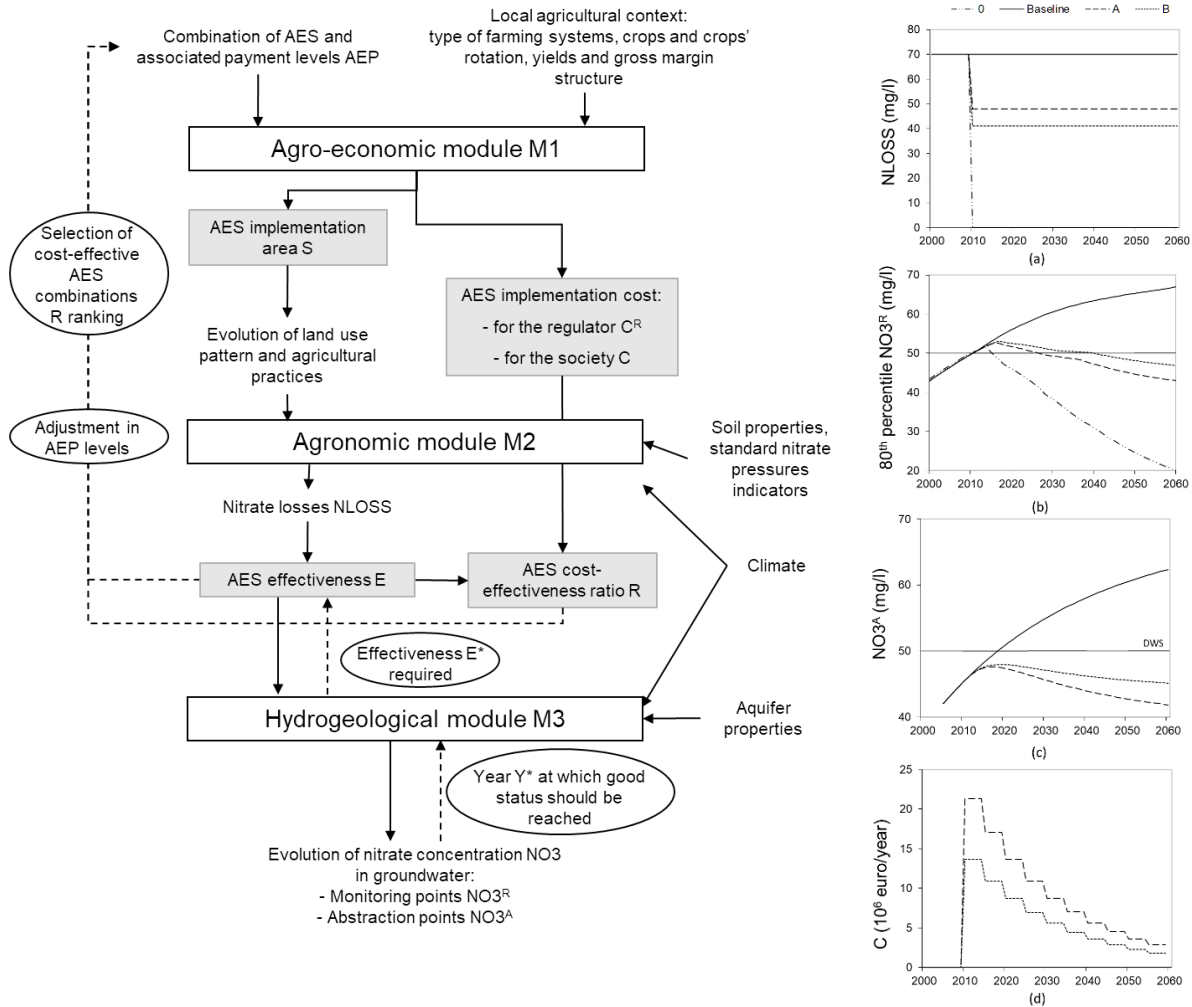 Combination of AES and
associated payment levels AEP
Local agricultural context:
type of farming systems, crops and crops’
rotation, yields and gross margin
structure
Agro-economic module M1
AES implementation
area S
Selection of
cost-effective
AES
combinations
R ranking
AES implementation cost:
- for the regulator Cᴿ
- for the society C
Evolution of land use
pattern and agricultural
practices
Adjustment in
AEP levels
Agronomic module M2
Soil properties,
standard nitrate
pressures
indicators
Nitrate losses NLOSS
Climate
AES effectiveness E
AES cost-
effectiveness ratio R
Effectiveness E*
required
Hydrogeological module M3
Aquifer
properties
Year Y* at which good
status should be
reached
Evolution of nitrate concentration NO3
in groundwater:
- Monitoring points NO3ᴿ
- Abstraction points NO3ᴬ
0 Baseline A B
NLOSS (mg/l)
80
70
60
50
40
30
20
10
0
2000 2010 2020 2030 2040 2050 2060
(a)
80ᵗʰ percentile NO3ᴿ (mg/l)
70
60
50
40
30
20
2000 2010 2020 2030 2040 2050 2060
(b)
NO3ᴬ (mg/l)
70
60
50
40
DWS
2000 2010 2020 2030 2040 2050 2060
(c)
C (10⁶ euro/year)
25
20
15
10
5
0
2000 2010 2020 2030 2040 2050 2060
(d)